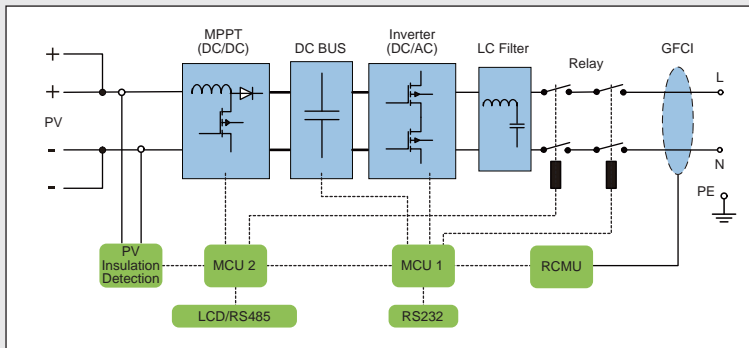 MPPT
(DC/DC)
DC BUS
Inverter
(DC/AC)
LC Filter
Relay
GFCI
+
+
PV
-
-
L
N
PE
PV
Insulation
Detection
MCU 2
MCU 1
RCMU
LCD/RS485
RS232